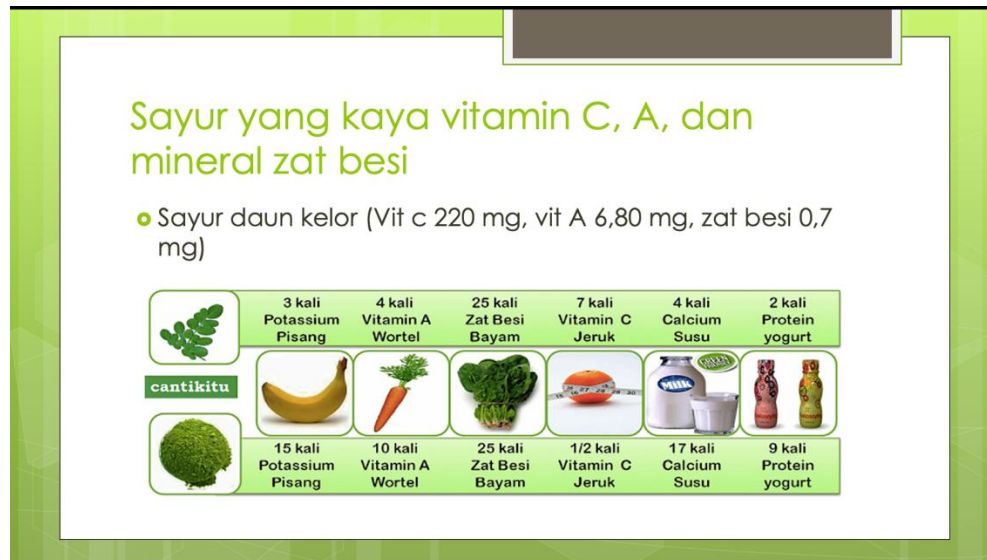 Sayur yang kaya vitamin C, A, dan
mineral zat besi
Sayur daun kelor (Vit c 220 mg, vit A 6,80 mg, zat besi 0,7
mg)
3 kali
Potassium
Pisang
4 kali
Vitamin A
Wortel
25 kali
Zat Besi
Bayam
7 kali
Vitamin C
Jeruk
4 kali
Calcium
Susu
2 kali
Protein
yogurt
cantikitu
Milk
15 kali
Potassium
Pisang
10 kali
Vitamin A
Wortel
25 kali
Zat Besi
Bayam
1/2 kali
Vitamin C
Jeruk
17 kali
Calcium
Susu
9 kali
Protein
yogurt